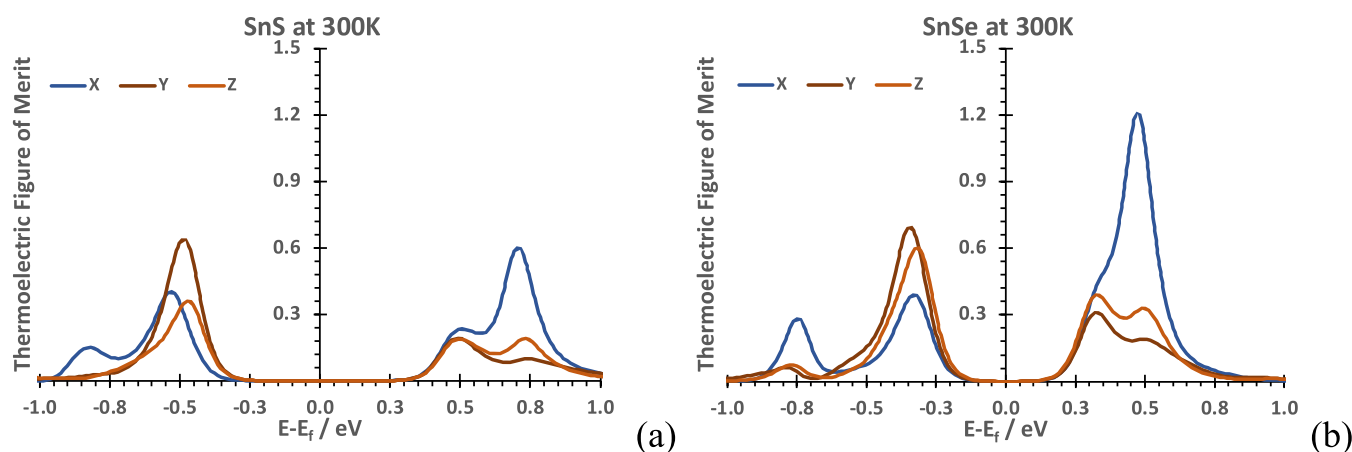 SnS at 300K
Thermoelectric Figure of Merit
X Y Z
1.5
1.2
0.9
0.6
0.3
-1.0 -0.8 -0.5 -0.3 0.0 0.3 0.5 0.8 1.0
E-Ef / eV
(a)
SnSe at 300K
Thermoelectric Figure of Merit
X Y Z
1.5
1.2
0.9
0.6
0.3
-1.0 -0.8 -0.5 -0.3 0.0 0.3 0.5 0.8 1.0
E-Ef / eV
(b)